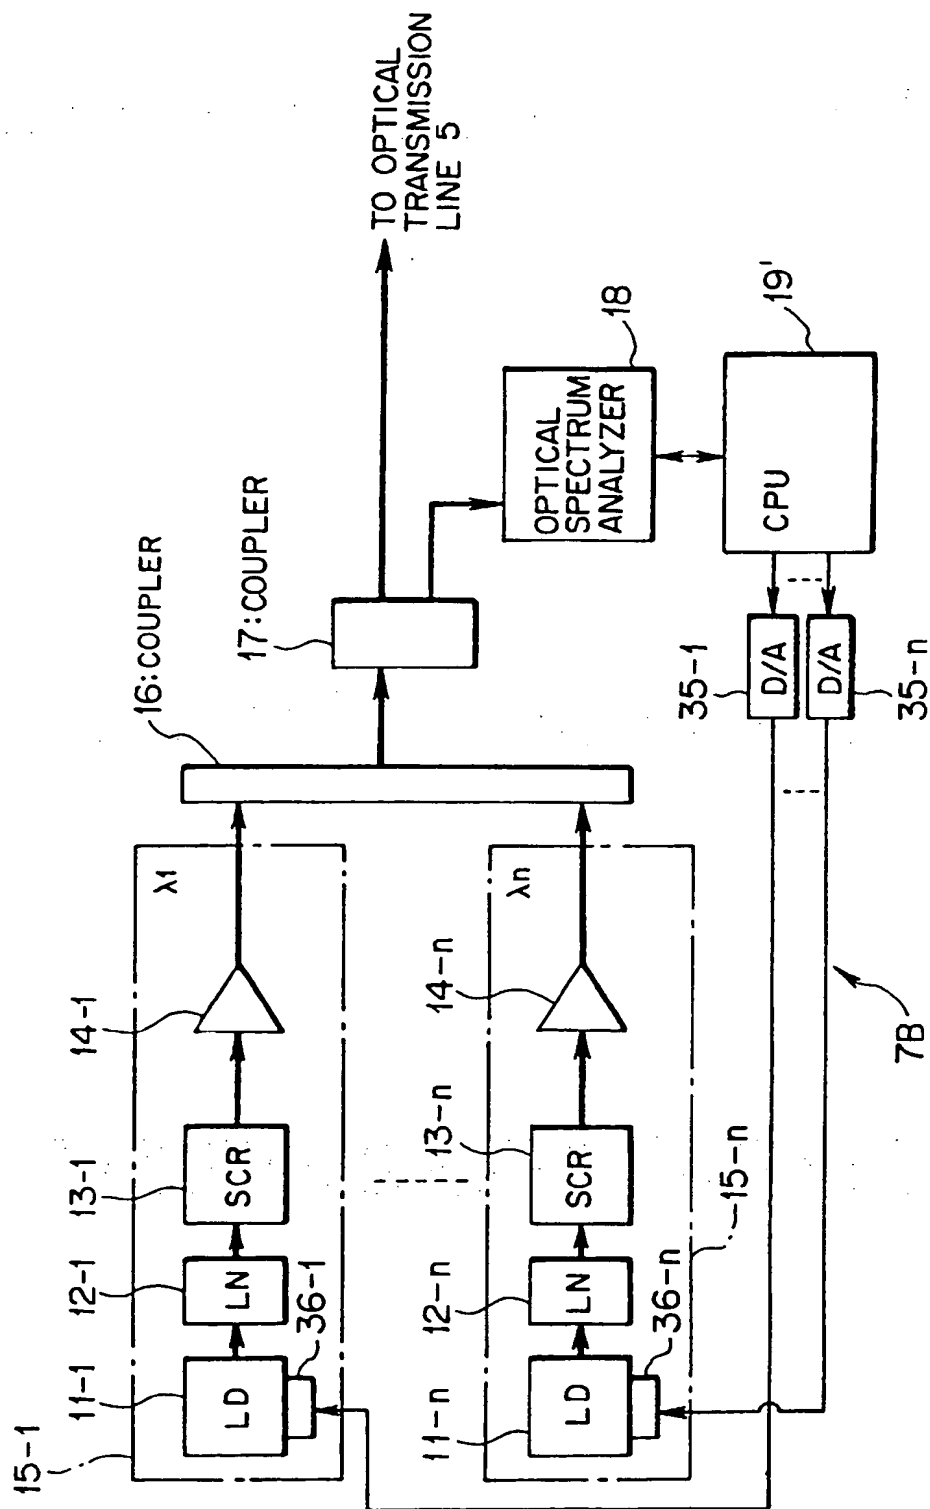 15-1
11-1
LD
36-1
12-1
LN
13-1
SCR
14-1
λ1
16:COUPLER
17:COUPLER
TO OPTICAL
TRANSMISSION
LINE 5
11-n
LD
36-n
12-n
LN
13-n
SCR
15-n
14-n
λn
OPTICAL
SPECTRUM
ANALYZER
18
CPU
19'
35-1
D/A
D/A
35-n
7B